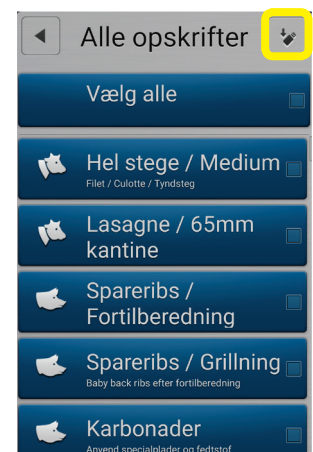 Alle opskrifter
Vælg alle
Hel stege / Medium
Filet / Culotte / Tyndsteg
Lasagne / 65mm
kantine
Spareribs /
Fortilberedning
Spareribs / Grillning
Baby back ribs efter fortilberedning
Karbonader
Anvend specialplader og fedtstof